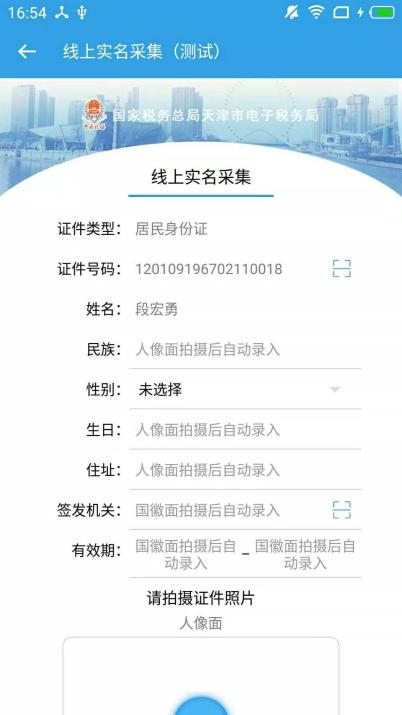 16:54
线上实名采集（测试）
国家税务总局天津市电子税务局
中国税务
线上实名采集
证件类型： 居民身份证
证件号码： 120109196702110018
姓名： 段宏勇
民族： 人像面拍摄后自动录入
性别： 未选择
生日： 人像面拍摄后自动录入
住址： 人像面拍摄后自动录入
签发机关： 国徽面拍摄后自动录入
有效期： 国徽面拍摄后自动录入 – 国徽面拍摄后自动录入
请拍摄证件照片
人像面